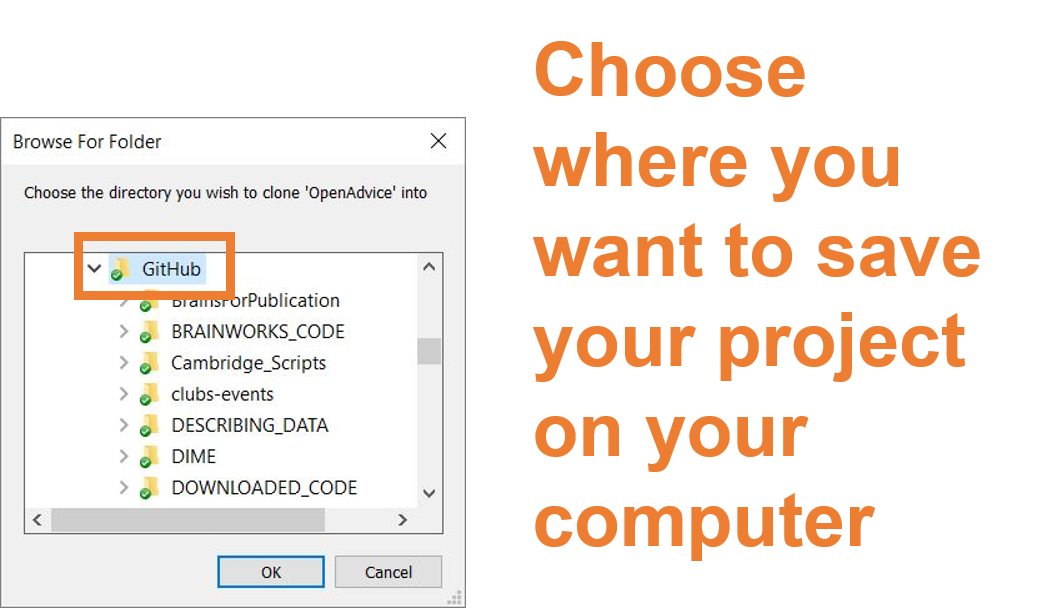 Browse For Folder
Choose the directory you wish to clone 'OpenAdvice' into
GitHub
BrainsForPublication
BRAINWORKS_CODE
Cambridge_Scripts
clubs-events
DESCRIBING_DATA
DIME
DOWNLOADED_CODE
OK
Cancel
Choose
where you
want to save
your project
on your
computer